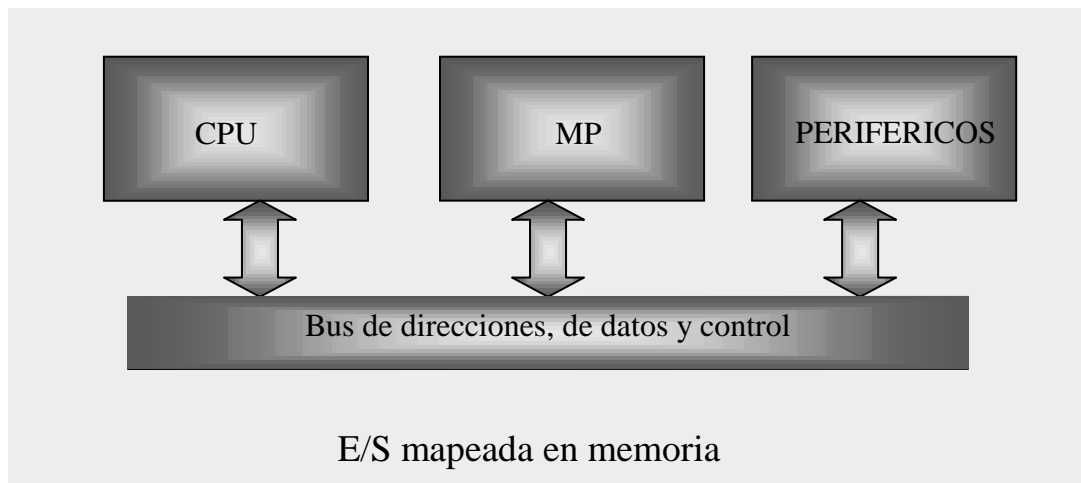 CPU
MP
PERIFERICOS
Bus de direcciones, de datos y control
E/S mapeada en memoria